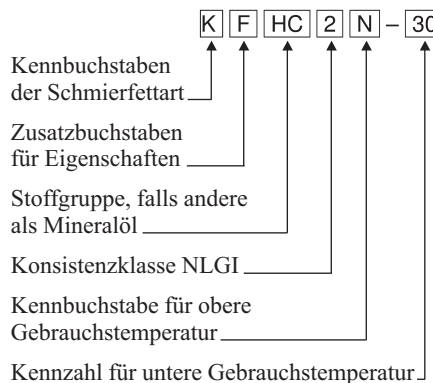 K F HC 2 N – 30
Kennbuchstaben
der Schmierfettart
Zusatzbuchstaben
für Eigenschaften
Stoffgruppe, falls andere
als Mineralöl
Konsistenzklasse NLGI
Kennbuchstabe für obere
Gebrauchstemperatur
Kennzahl für untere Gebrauchstemperatur